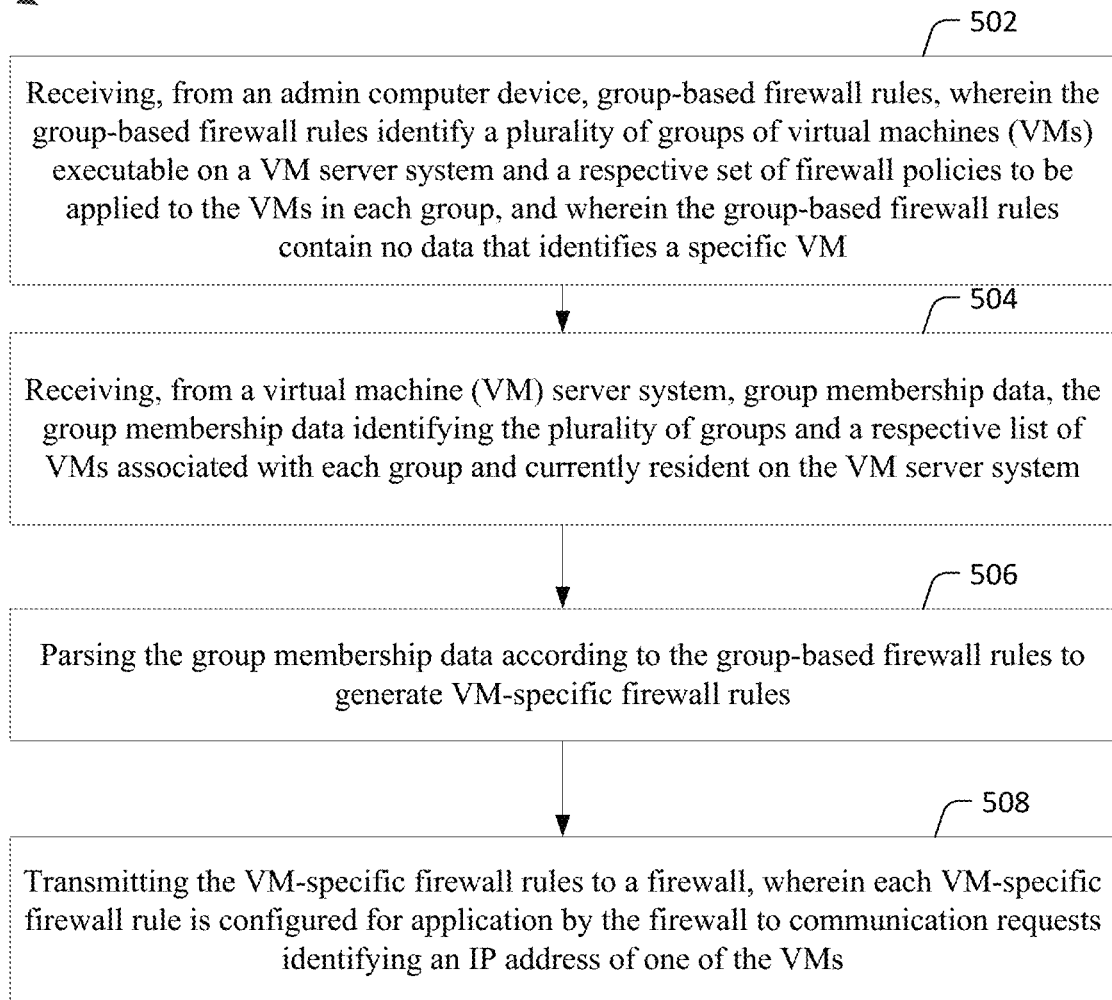 502
Receiving, from an admin computer device, group-based firewall rules, wherein the
group-based firewall rules identify a plurality of groups of virtual machines (VMs)
executable on a VM server system and a respective set of firewall policies to be
applied to the VMs in each group, and wherein the group-based firewall rules
contain no data that identifies a specific VM
504
Receiving, from a virtual machine (VM) server system, group membership data, the
group membership data identifying the plurality of groups and a respective list of
VMs associated with each group and currently resident on the VM server system
506
Parsing the group membership data according to the group-based firewall rules to
generate VM-specific firewall rules
508
Transmitting the VM-specific firewall rules to a firewall, wherein each VM-specific
firewall rule is configured for application by the firewall to communication requests
identifying an IP address of one of the VMs